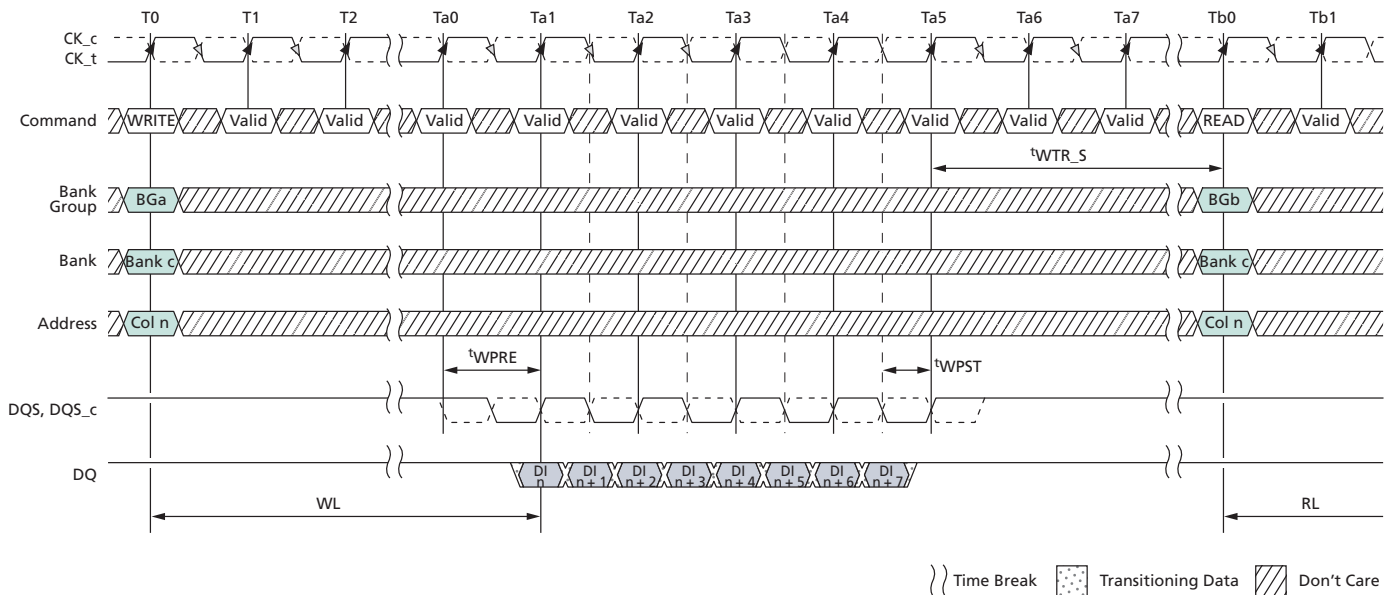 T0 T1 T2 Ta0 Ta1 Ta2 Ta3 Ta4 Ta5 Ta6 Ta7 Tb0 Tb1
CK_c
CK_t
Command WRITE Valid Valid Valid Valid Valid Valid Valid Valid Valid Valid READ Valid
tWTR_S
Bank Group BGa BGb
Bank Bank c Bank c
Address Col n Col n
tWPRE tWPST
DQS, DQS_c
DQ DI n DI n + 1 DI n + 2 DI n + 3 DI n + 4 DI n + 5 DI n + 6 DI n + 7
WL RL
Time Break Transitioning Data Don't Care